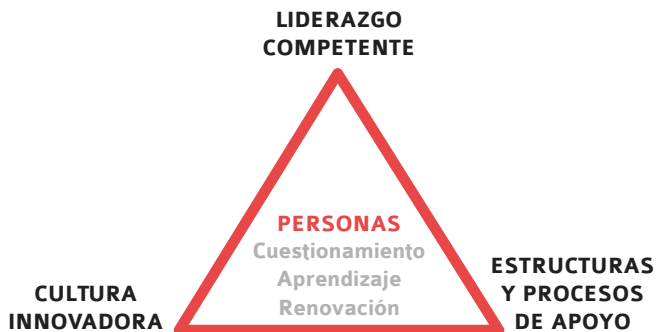 LIDERAZGO
COMPETENTE
PERSONAS
Cuestionamiento
Aprendizaje
Renovación
CULTURA
INNOVADORA
ESTRUCTURAS
Y PROCESOS
DE APOYO